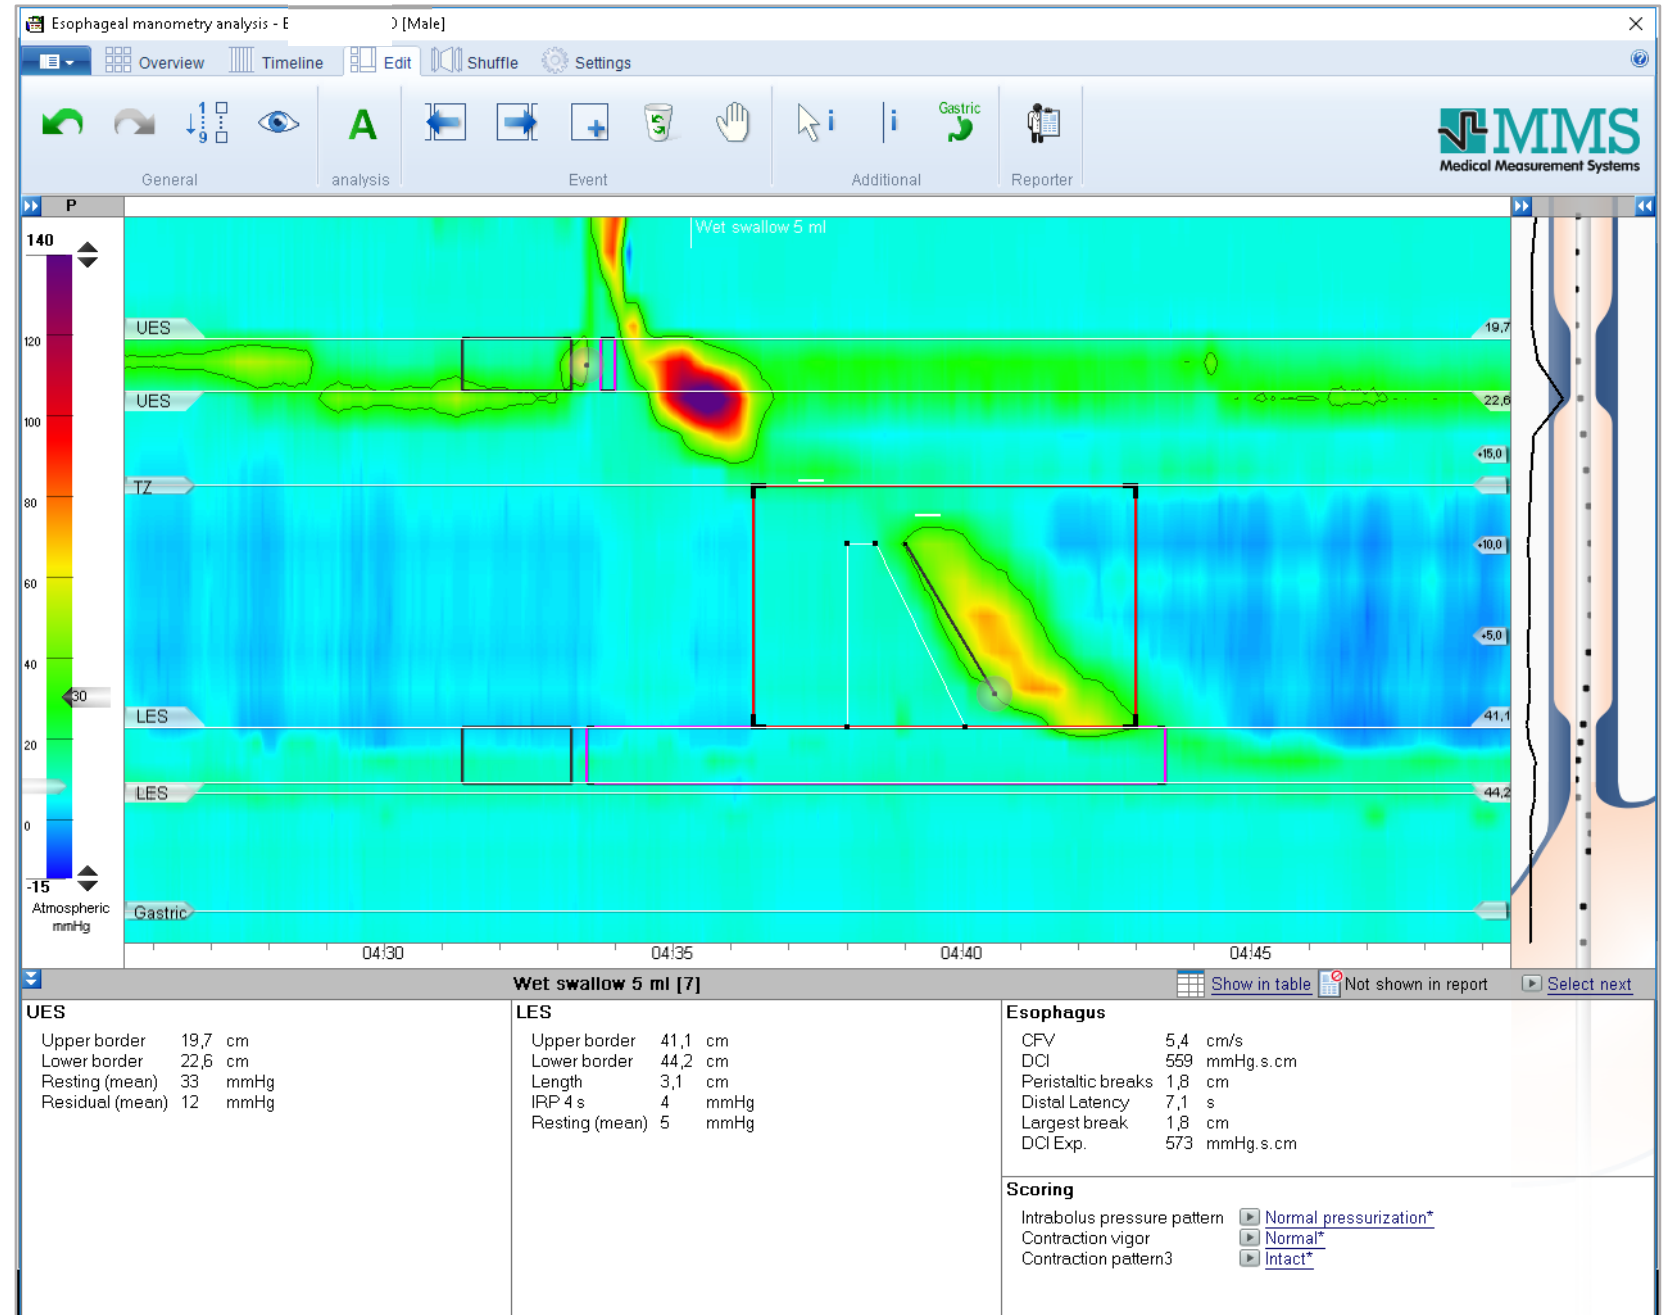 Esophageal manometry analysis - E [Male]
Overview Timeline Edit Shuffle Settings
1
9
A
i
i
Gastric
General analysis Event Additional Reporter
MMS
Medical Measurement Systems
P
140
120
100
80
60
40
30
20
0
-15
Atmospheric
mmHg
Wet swallow 5 ml
UES 19,7
UES 22,6
+15,0
TZ
+10,0
+5,0
LES 41,1
LES 44,2
Gastric
04:30 04:35 04:40 04:45
Wet swallow 5 ml [7] Show in table Not shown in report Select next
UES
Upper border 19,7 cm
Lower border 22,6 cm
Resting (mean) 33 mmHg
Residual (mean) 12 mmHg
LES
Upper border 41,1 cm
Lower border 44,2 cm
Length 3,1 cm
IRP 4 s 4 mmHg
Resting (mean) 5 mmHg
Esophagus
CFV 5,4 cm/s
DCI 559 mmHg.s.cm
Peristaltic breaks 1,8 cm
Distal Latency 7,1 s
Largest break 1,8 cm
DCI Exp. 573 mmHg.s.cm
Scoring
Intrabolus pressure pattern Normal pressurization*
Contraction vigor Normal*
Contraction pattern3 Intact*